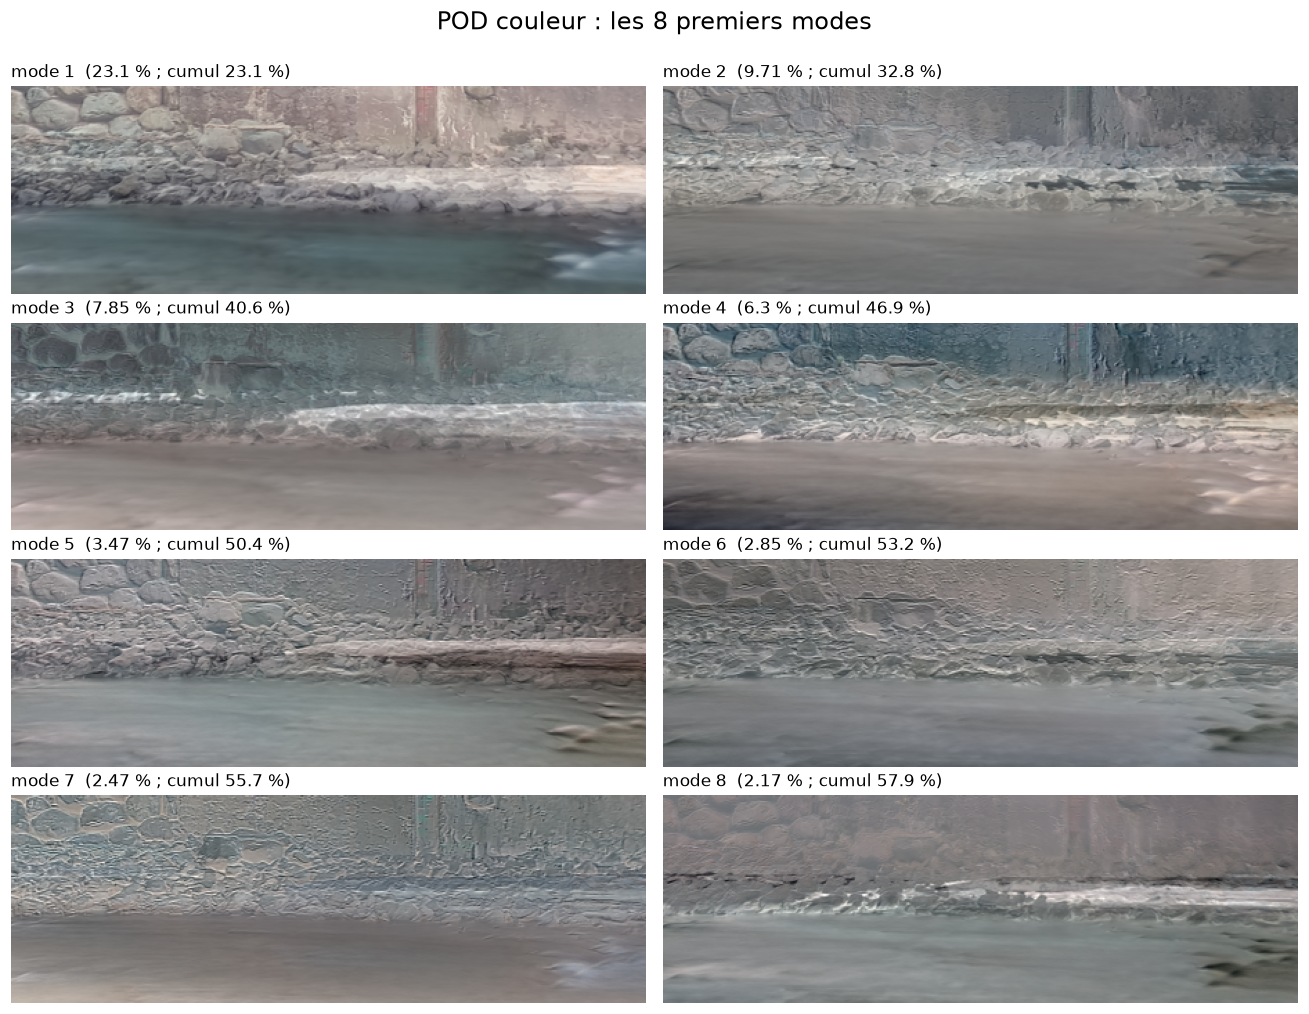 POD couleur : les 8 premiers modes
mode 1  (23.1 % ; cumul 23.1 %)
mode 2  (9.71 % ; cumul 32.8 %)
mode 3  (7.85 % ; cumul 40.6 %)
mode 4  (6.3 % ; cumul 46.9 %)
mode 5  (3.47 % ; cumul 50.4 %)
mode 6  (2.85 % ; cumul 53.2 %)
mode 7  (2.47 % ; cumul 55.7 %)
mode 8  (2.17 % ; cumul 57.9 %)